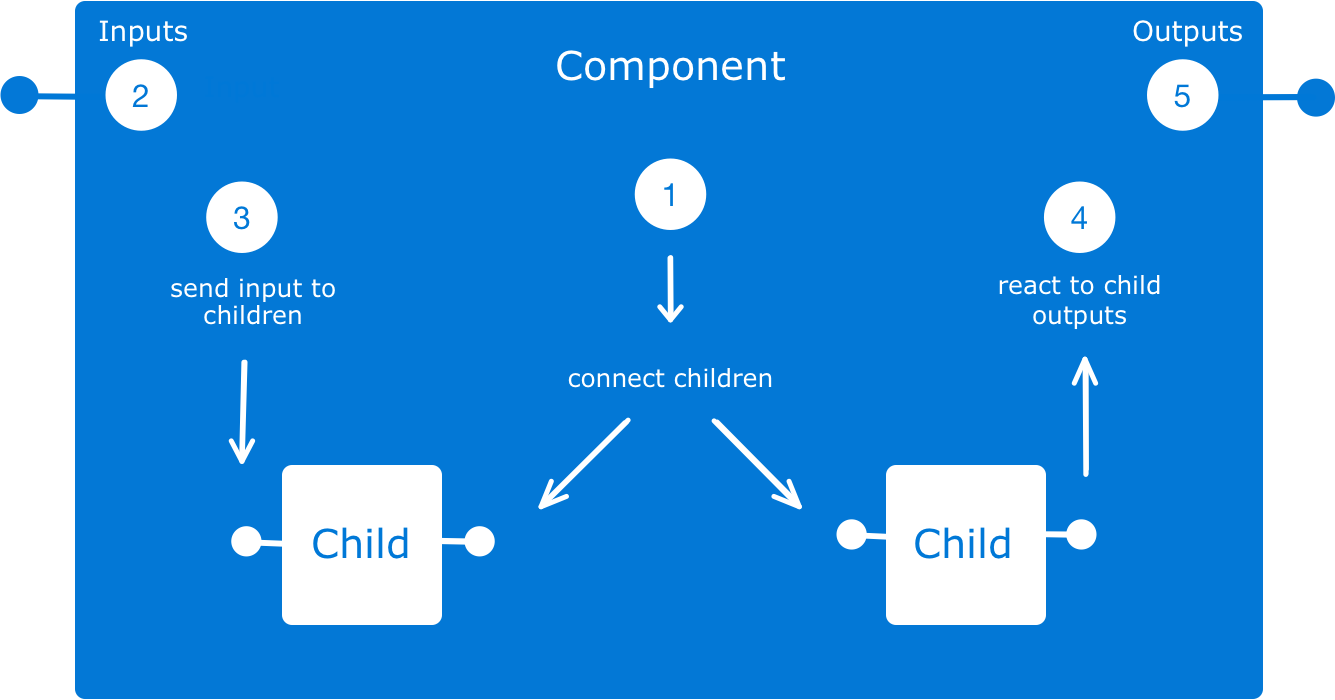 Inputs
Outputs
Component
2
5
1
3
4
send input to
children
react to child
outputs
connect children
Child
Child